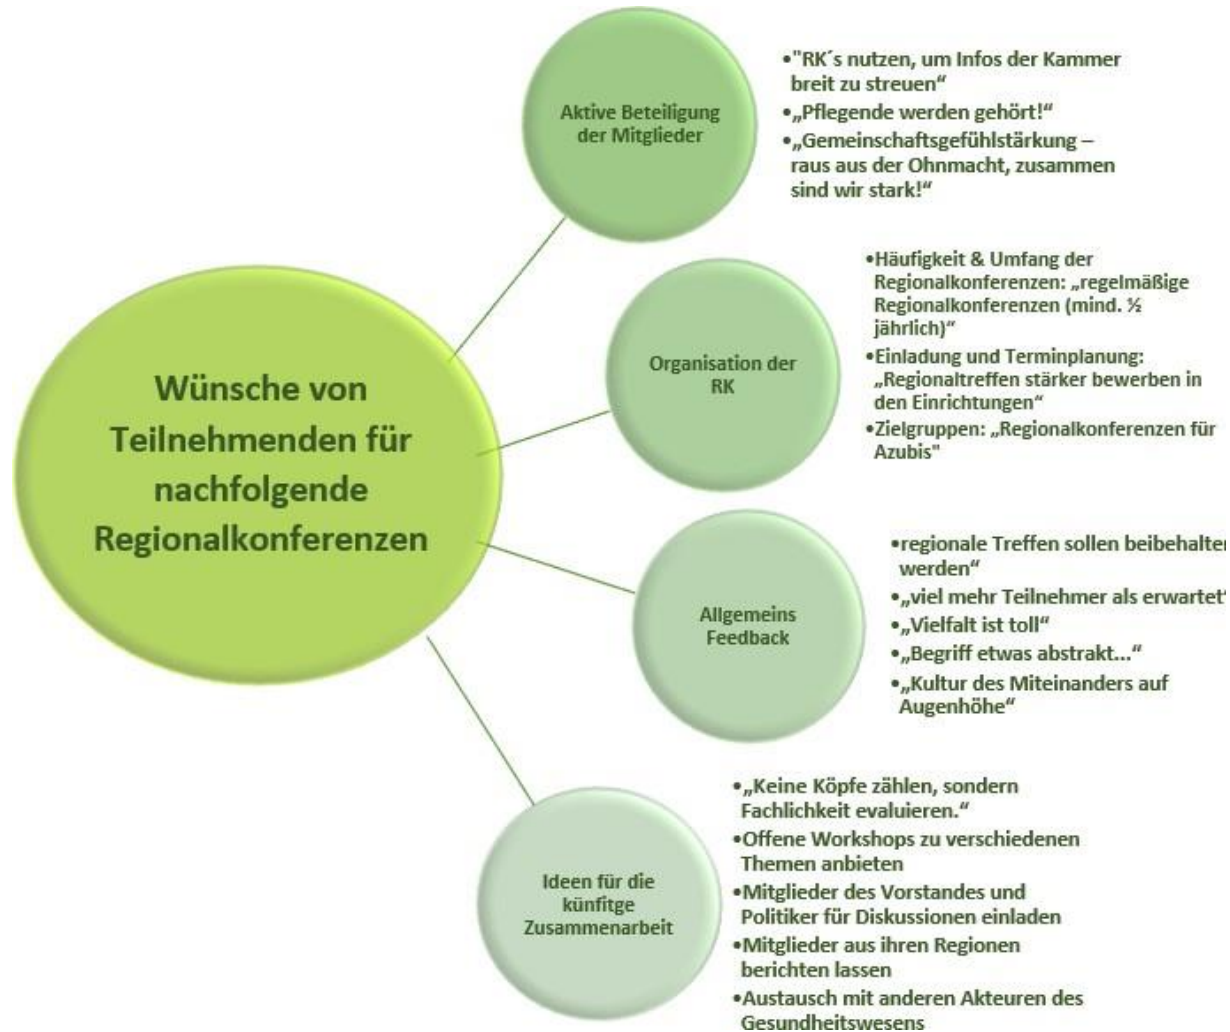 Wünsche von
Teilnehmenden für
nachfolgende
Regionalkonferenzen
Aktive Beteiligung
der Mitglieder
•"RK´s nutzen, um Infos der Kammer
breit zu streuen“
•„Pflegende werden gehört!“
•„Gemeinschaftsgefühlstärkung –
raus aus der Ohnmacht, zusammen
sind wir stark!“
Organisation der
RK
•Häufigkeit & Umfang der
Regionalkonferenzen: „regelmäßige
Regionalkonferenzen (mind. ½
jährlich)“
•Einladung und Terminplanung:
„Regionaltreffen stärker bewerben in
den Einrichtungen“
•Zielgruppen: „Regionalkonferenzen für
Azubis"
Allgemeins
Feedback
•regionale Treffen sollen beibehalten
werden“
•„viel mehr Teilnehmer als erwartet“
•„Vielfalt ist toll“
•„Begriff etwas abstrakt...“
•„Kultur des Miteinanders auf
Augenhöhe“
Ideen für die
künfitge
Zusammenarbeit
•„Keine Köpfe zählen, sondern
Fachlichkeit evaluieren.“
•Offene Workshops zu verschiedenen
Themen anbieten
•Mitglieder des Vorstandes und
Politiker für Diskussionen einladen
•Mitglieder aus ihren Regionen
berichten lassen
•Austausch mit anderen Akteuren des
Gesundheitswesens